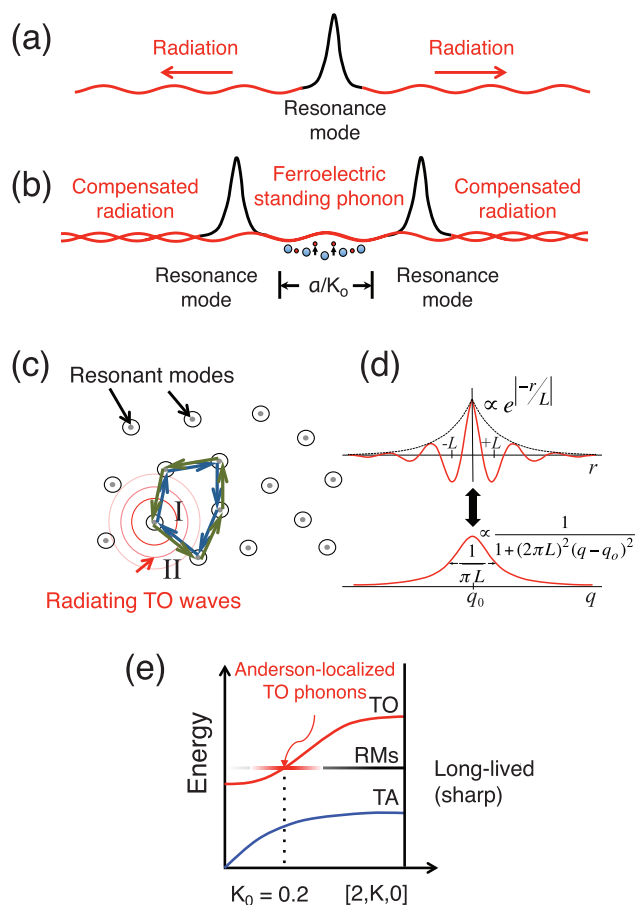 (a)
Radiation
Radiation
Resonance
mode
(b)
Compensated
radiation
Ferroelectric
standing phonon
Compensated
radiation
Resonance
mode
a/K₀
Resonance
mode
(c)
Resonant modes
I
II
Radiating TO waves
(d)
∝ e^|−r/L|
-L
+L
r
∝ 1/(1+(2πL)²(q−qₒ)²)
1/πL
q₀
q
(e)
Anderson-localized
TO phonons
TO
RMs
TA
Energy
Long-lived
(sharp)
K₀ = 0.2
[2,K,0]